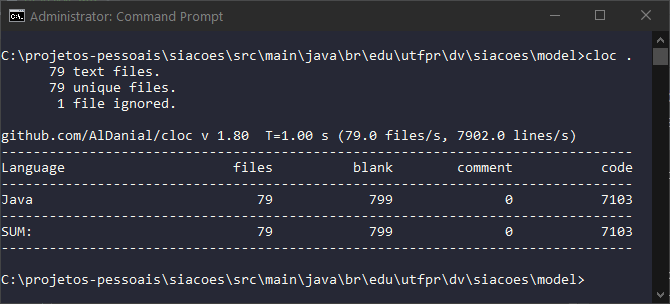 Administrator: Command Prompt
C:\projetos-pessoais\siacoes\src\main\java\br\edu\utfpr\dv\siacoes\model>cloc .
      79 text files.
      79 unique files.
       1 file ignored.
github.com/AlDanial/cloc v 1.80  T=1.00 s (79.0 files/s, 7902.0 lines/s)
-------------------------------------------------------------------------------
Language                     files          blank        comment           code
-------------------------------------------------------------------------------
Java                            79            799              0           7103
-------------------------------------------------------------------------------
SUM:                            79            799              0           7103
-------------------------------------------------------------------------------
C:\projetos-pessoais\siacoes\src\main\java\br\edu\utfpr\dv\siacoes\model>